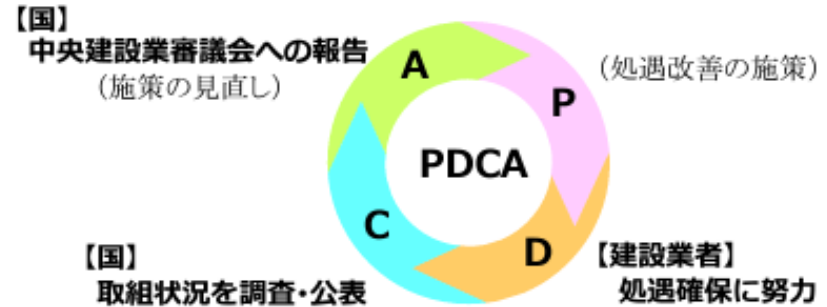 【国】
中央建設業審議会への報告
（施策の見直し）
A
P
（処遇改善の施策）
PDCA
C
D
【国】
取組状況を調査・公表
【建設業者】
処遇確保に努力